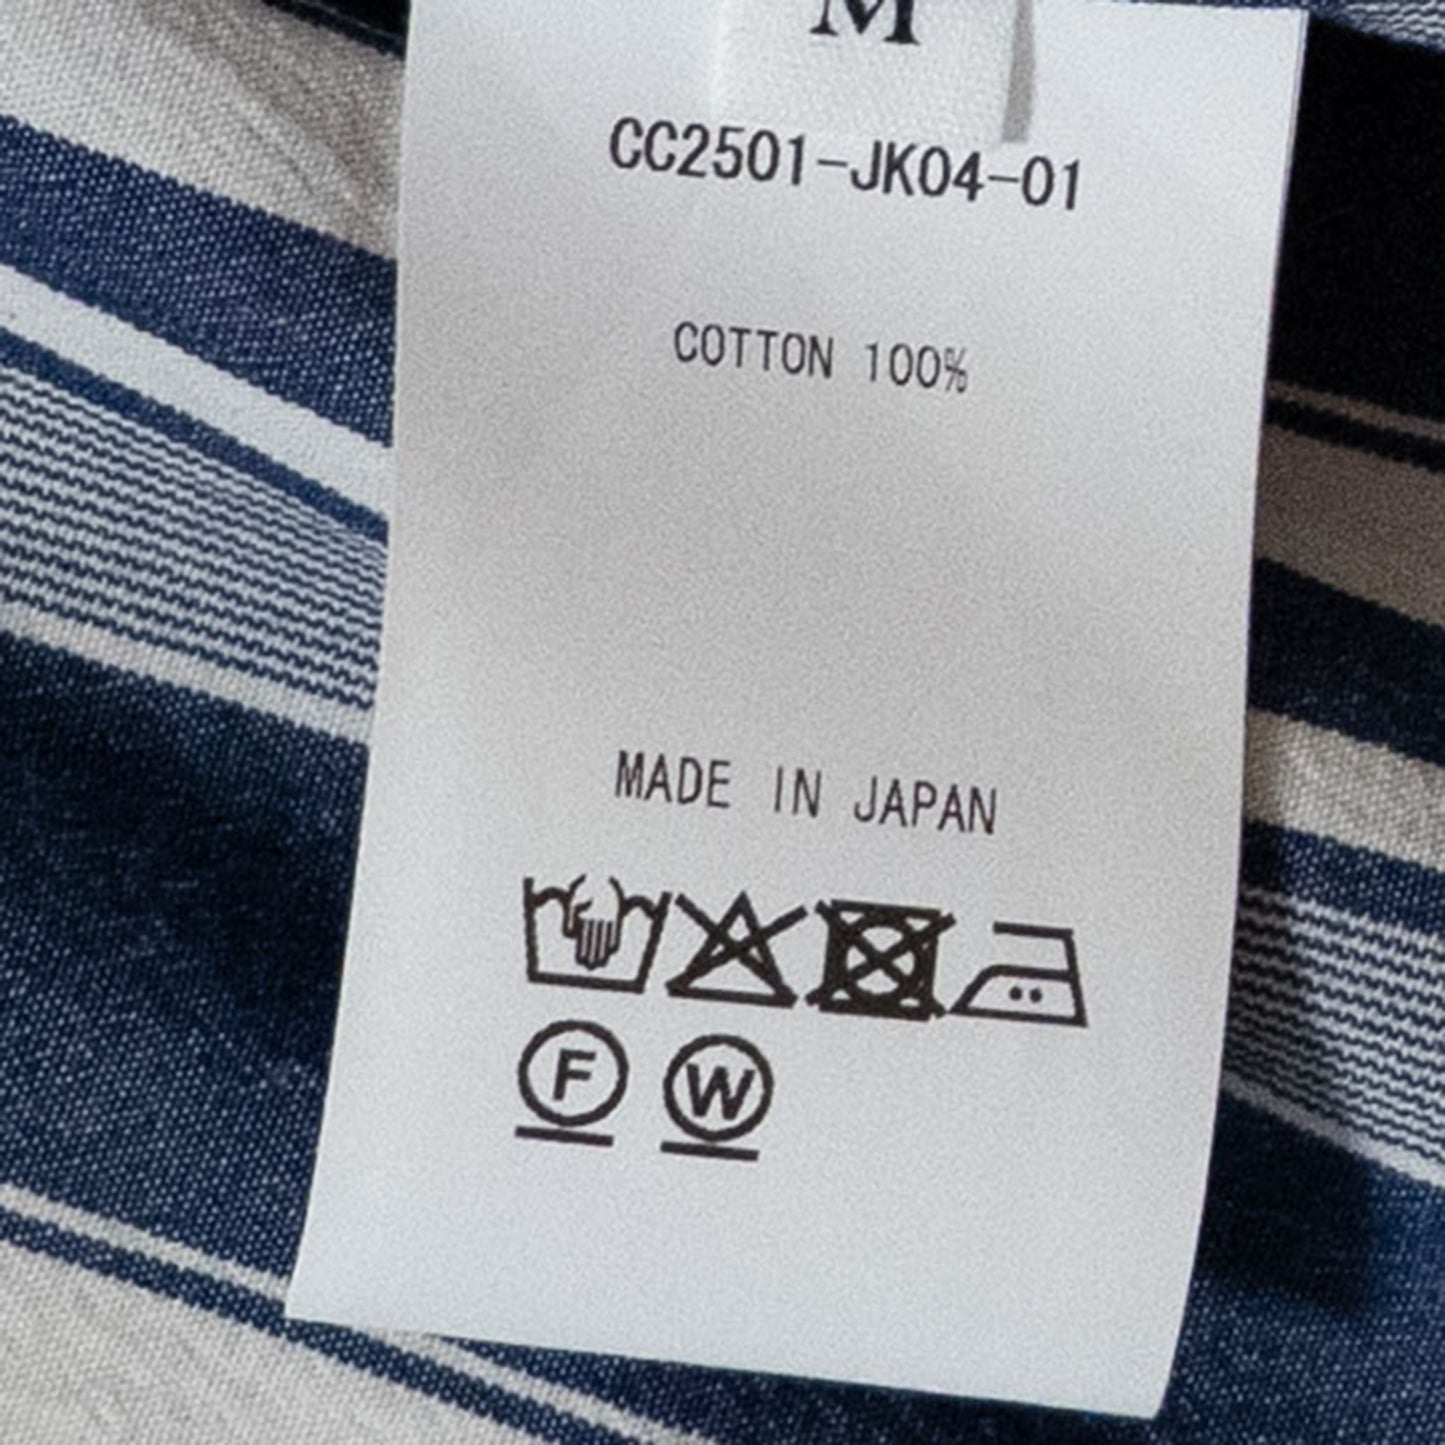 M
CC2501-JK04-01
COTTON 100%
MADE IN JAPAN
F W